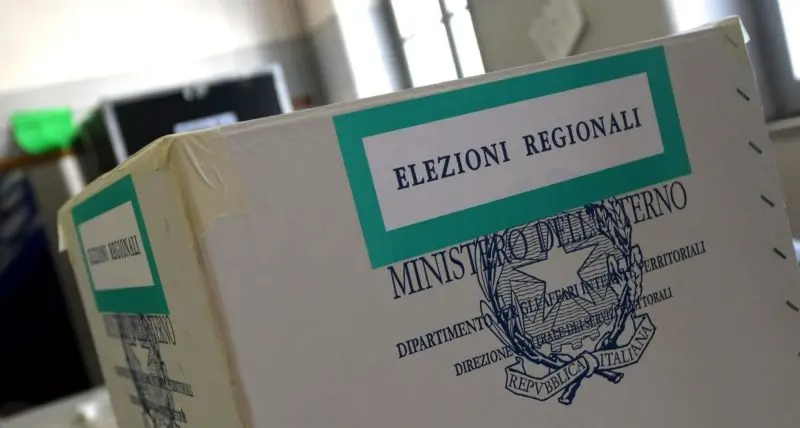 ELEZIONI REGIONALI
MINISTERO DELL'INTERNO
DIPARTIMENTO PER GLI AFFARI INTERNI E TERRITORIALI
DIREZIONE CENTRALE DEI SERVIZI ELETTORALI
REPVBBLICA ITALIANA
ELEZIONI REGIONALI